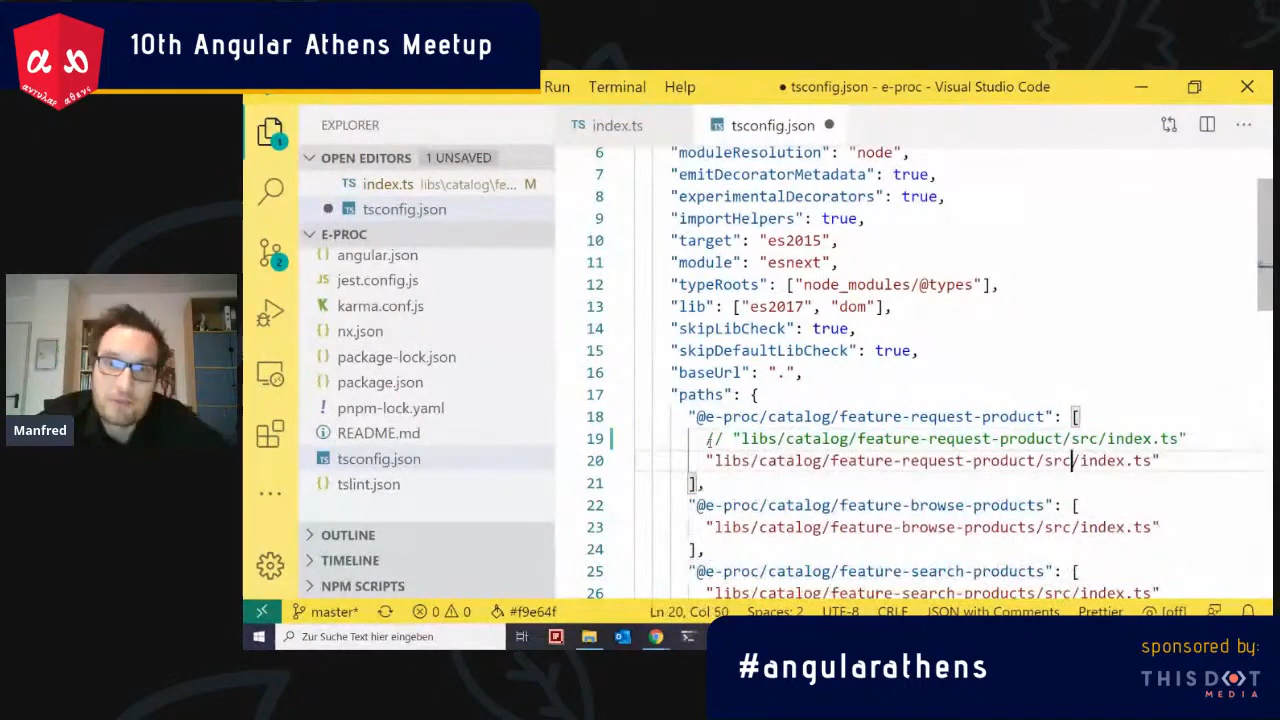 10th Angular Athens Meetup
αντυλαρ αθενς
Run Terminal Help
● tsconfig.json - e-proc - Visual Studio Code
EXPLORER
TS index.ts
TS tsconfig.json ●
OPEN EDITORS 1 UNSAVED
TS index.ts libs\catalog\fe... M
● TS tsconfig.json
E-PROC
{} angular.json
JS jest.config.js
K karma.conf.js
{} nx.json
{} package-lock.json
{} package.json
! pnpm-lock.yaml
README.md
TS tsconfig.json
{} tslint.json
OUTLINE
TIMELINE
NPM SCRIPTS
1
2
6 "moduleResolution": "node",
7 "emitDecoratorMetadata": true,
8 "experimentalDecorators": true,
9 "importHelpers": true,
10 "target": "es2015",
11 "module": "esnext",
12 "typeRoots": ["node_modules/@types"],
13 "lib": ["es2017", "dom"],
14 "skipLibCheck": true,
15 "skipDefaultLibCheck": true,
16 "baseUrl": ".",
17 "paths": {
18 "@e-proc/catalog/feature-request-product": [
19 // "libs/catalog/feature-request-product/src/index.ts"
20 "libs/catalog/feature-request-product/src/index.ts"
21 ],
22 "@e-proc/catalog/feature-browse-products": [
23 "libs/catalog/feature-browse-products/src/index.ts"
24 ],
25 "@e-proc/catalog/feature-search-products": [
26 "libs/catalog/feature-search-products/src/index.ts"
Manfred
master* 0 0 #f9e64f Ln 20, Col 50 Spaces: 2 UTF-8 CRLF JSON with Comments Prettier [off]
Zur Suche Text hier eingeben
#angularathens
sponsored by:
THIS DOT
MEDIA